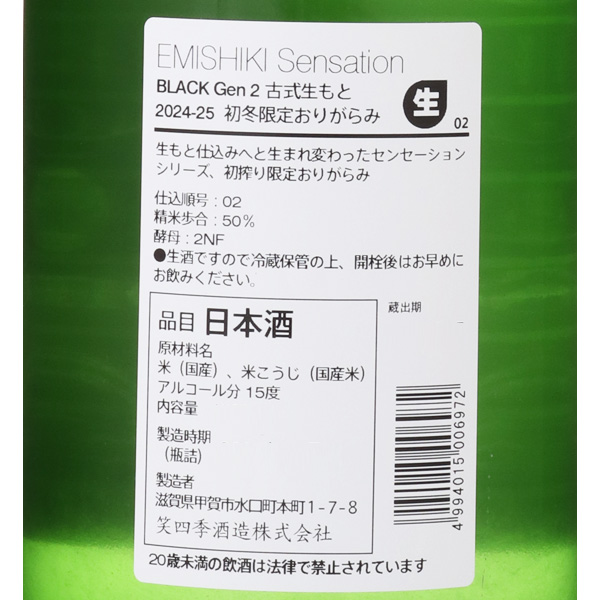 EMISHIKI Sensation
BLACK Gen 2 古式生もと
2024-25 初冬限定おりがらみ
生
02
生もと仕込みへと生まれ変わったセンセーション
シリーズ、初搾り限定おりがらみ
仕込順号：02
精米歩合：50％
酵母：2NF
●生酒ですので冷蔵保管の上、開栓後はお早めに
お飲みください。
蔵出期
品目 日本酒
原材料名
米（国産）、米こうじ（国産米）
アルコール分 15度
内容量
製造時期
（瓶詰）
製造者
滋賀県甲賀市水口町本町1-7-8
笑四季酒造株式会社
4 994015 006972
20歳未満の飲酒は法律で禁止されています